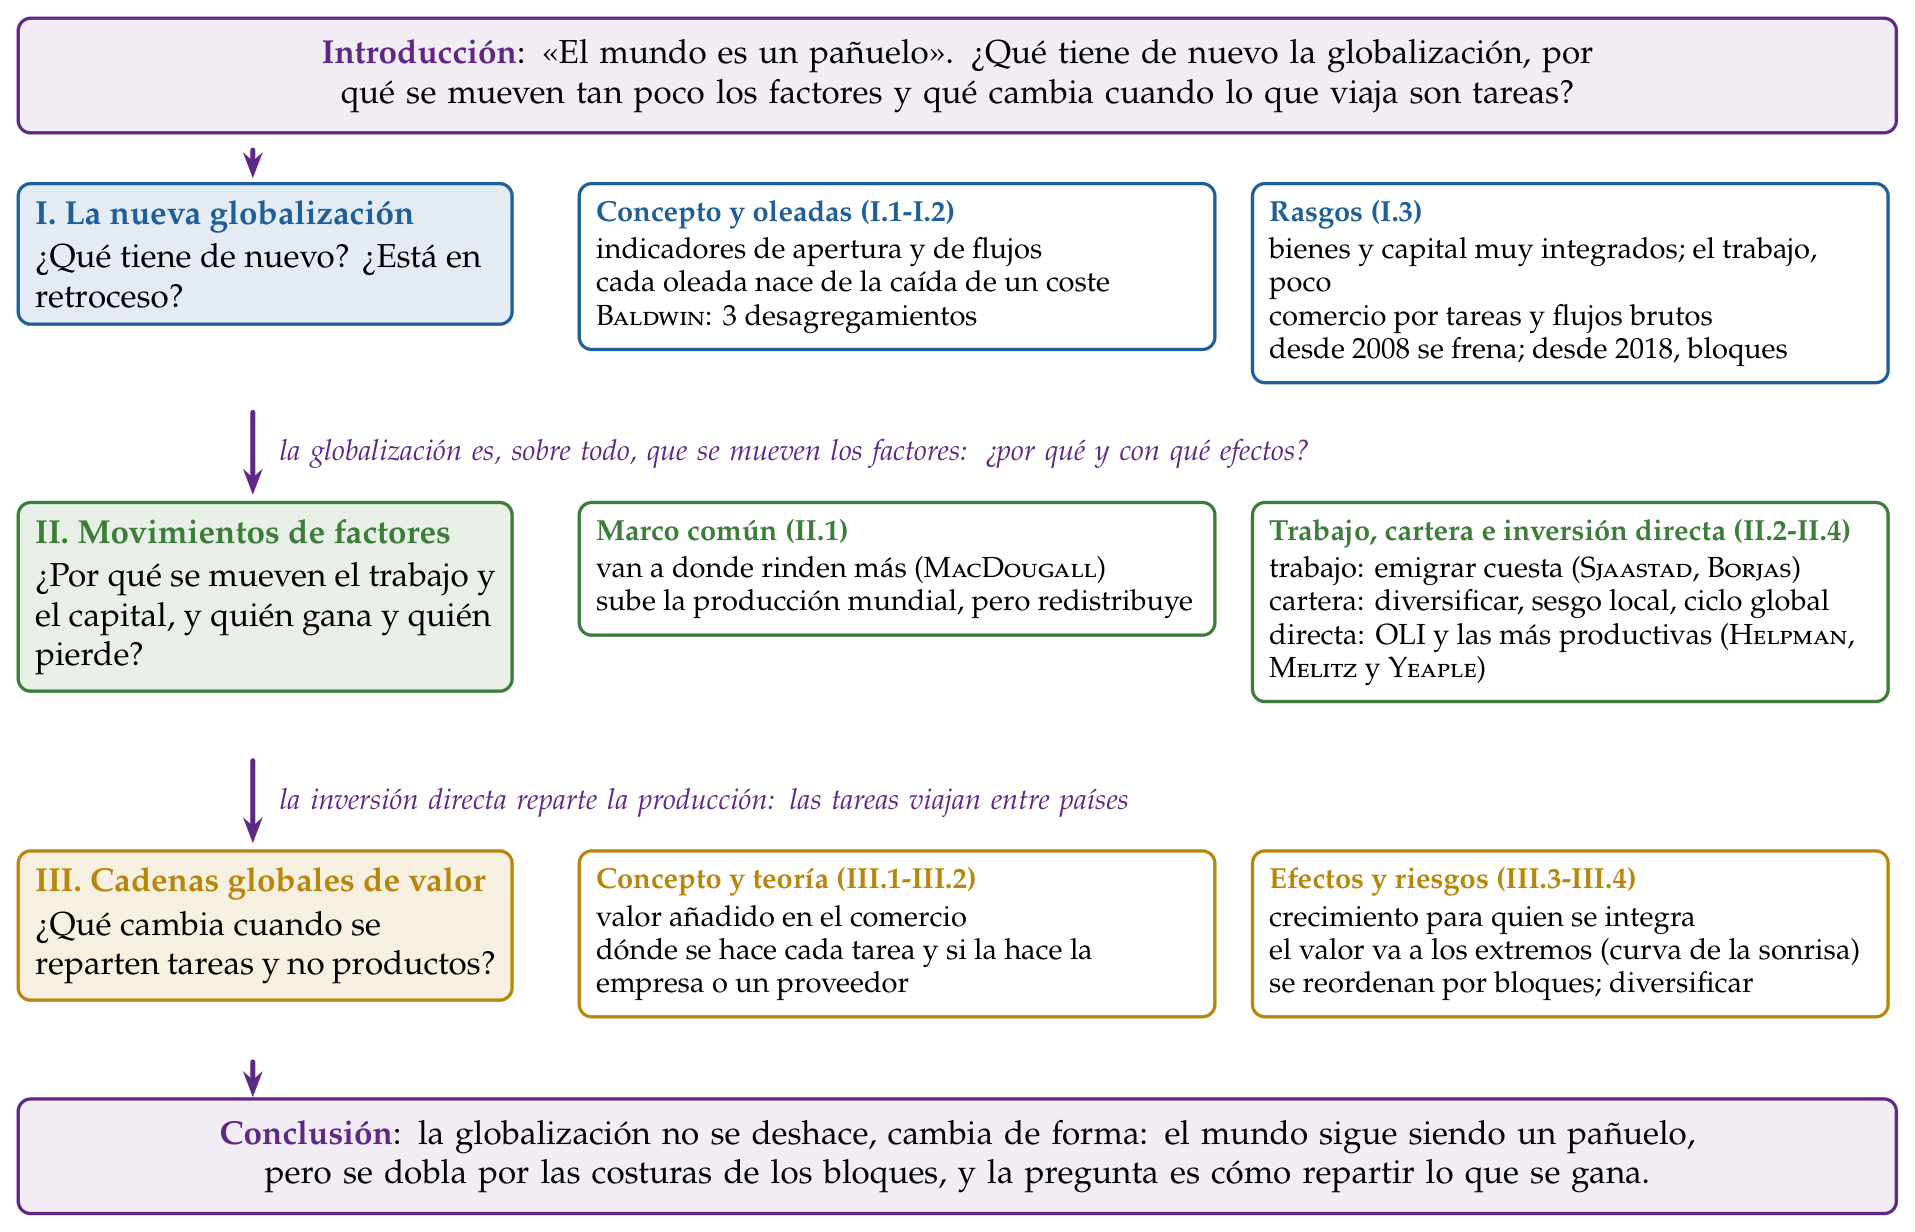 Introducción: «El mundo es un pañuelo». ¿Qué tiene de nuevo la globalización, por
qué se mueven tan poco los factores y qué cambia cuando lo que viaja son tareas?
I. La nueva globalización
¿Qué tiene de nuevo? ¿Está en
retroceso?
Concepto y oleadas (I.1-I.2)
indicadores de apertura y de flujos
cada oleada nace de la caída de un coste
BALDWIN: 3 desagregamientos
Rasgos (I.3)
bienes y capital muy integrados; el trabajo,
poco
comercio por tareas y flujos brutos
desde 2008 se frena; desde 2018, bloques
la globalización es, sobre todo, que se mueven los factores: ¿por qué y con qué efectos?
II. Movimientos de factores
¿Por qué se mueven el trabajo y
el capital, y quién gana y quién
pierde?
Marco común (II.1)
van a donde rinden más (MACDOUGALL)
sube la producción mundial, pero redistribuye
Trabajo, cartera e inversión directa (II.2-II.4)
trabajo: emigrar cuesta (SJAASTAD, BORJAS)
cartera: diversificar, sesgo local, ciclo global
directa: OLI y las más productivas (HELPMAN,
MELITZ y YEAPLE)
la inversión directa reparte la producción: las tareas viajan entre países
III. Cadenas globales de valor
¿Qué cambia cuando se
reparten tareas y no productos?
Concepto y teoría (III.1-III.2)
valor añadido en el comercio
dónde se hace cada tarea y si la hace la
empresa o un proveedor
Efectos y riesgos (III.3-III.4)
crecimiento para quien se integra
el valor va a los extremos (curva de la sonrisa)
se reordenan por bloques; diversificar
Conclusión: la globalización no se deshace, cambia de forma: el mundo sigue siendo un pañuelo,
pero se dobla por las costuras de los bloques, y la pregunta es cómo repartir lo que se gana.